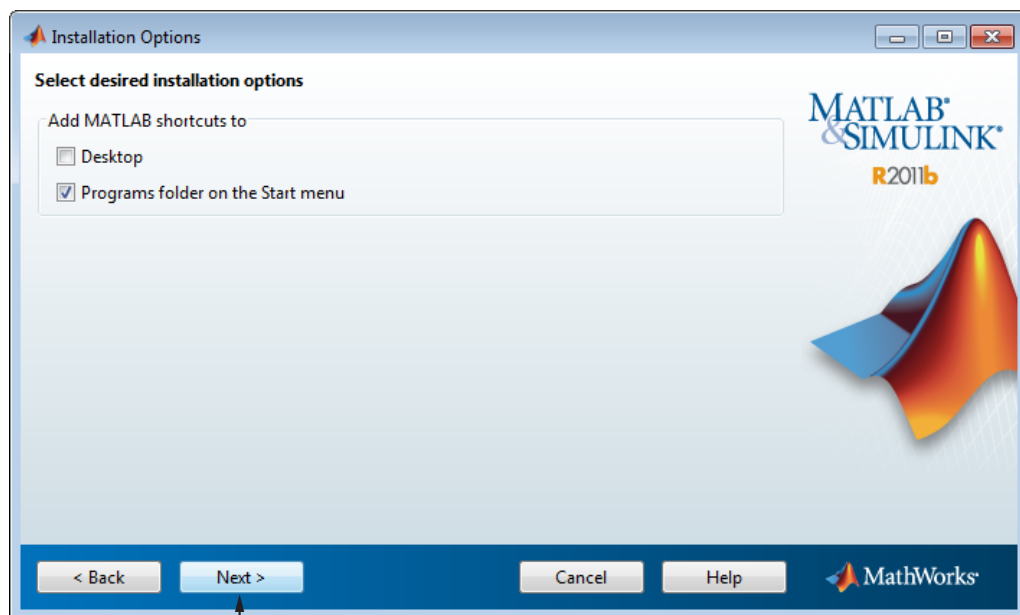 Installation Options
Select desired installation options
Add MATLAB shortcuts to
Desktop
Programs folder on the Start menu
MATLAB®
&SIMULINK®
R2011b
< Back
Next >
Cancel
Help
MathWorks®